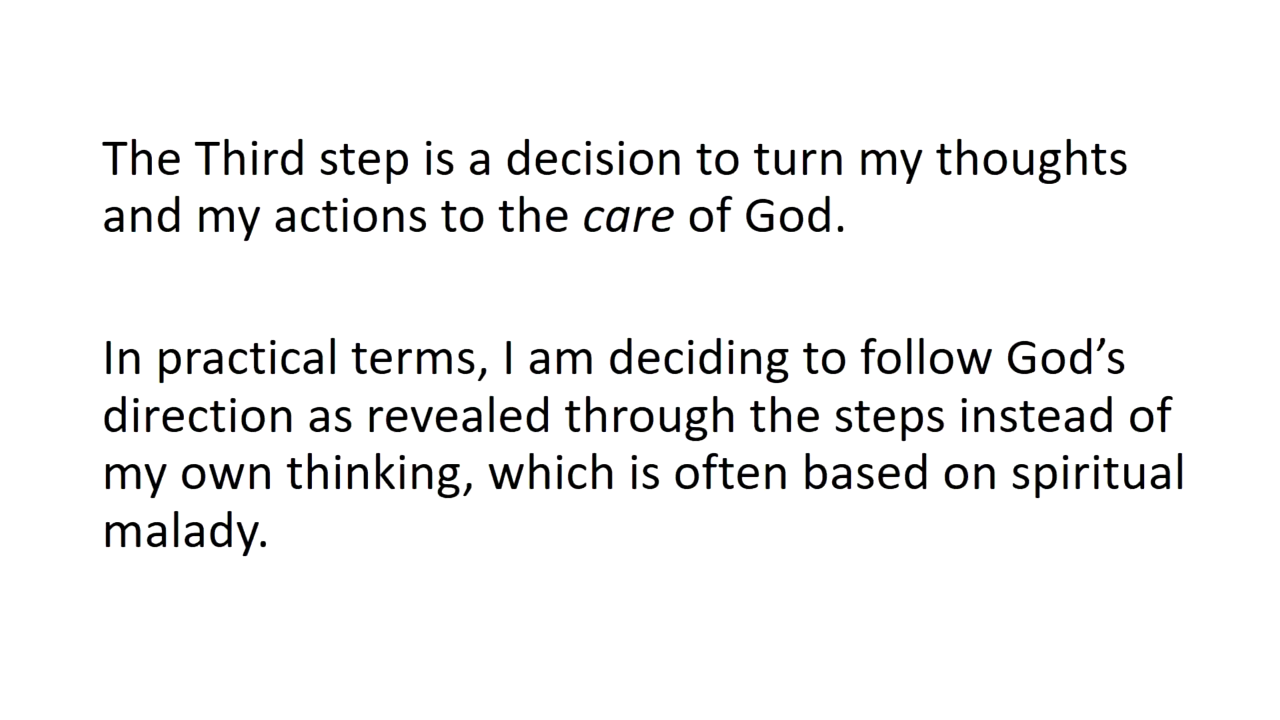 The Third step is a decision to turn my thoughts
and my actions to the care of God.
In practical terms, I am deciding to follow God’s
direction as revealed through the steps instead of
my own thinking, which is often based on spiritual
malady.